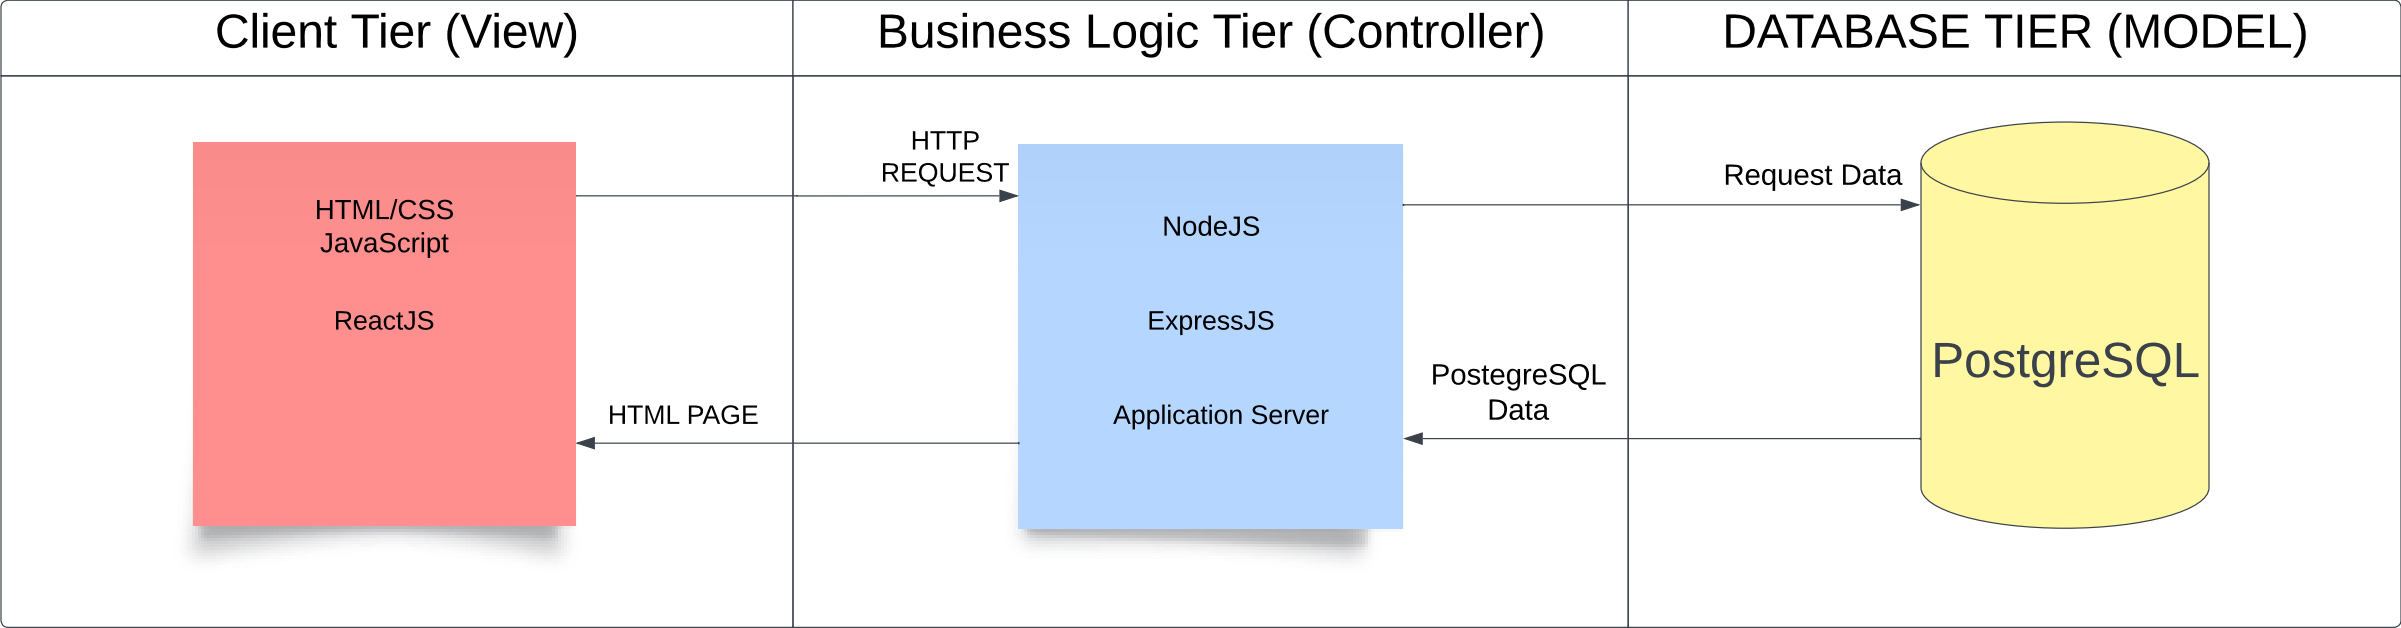 Client Tier (View)
Business Logic Tier (Controller)
DATABASE TIER (MODEL)
HTML/CSS
JavaScript
ReactJS
HTTP
REQUEST
HTML PAGE
NodeJS
ExpressJS
Application Server
Request Data
PostegreSQL
Data
PostgreSQL